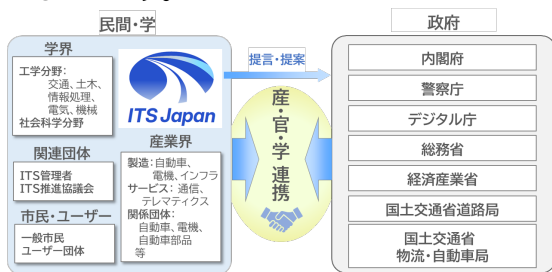 民間・学
学界
工学分野:
交通、土木、
情報処理、
電気、機械
社会科学分野
関連団体
ITS管理者
ITS推進協議会
市民・ユーザー
一般市民
ユーザー団体
ITS Japan
産業界
製造:自動車、
電機、インフラ
サービス:通信、
テレマティクス
関係団体:
自動車、電機、
自動車部品
等
提言・提案
産・官・学 連携
政府
内閣府
警察庁
デジタル庁
総務省
経済産業省
国土交通省道路局
国土交通省
物流・自動車局